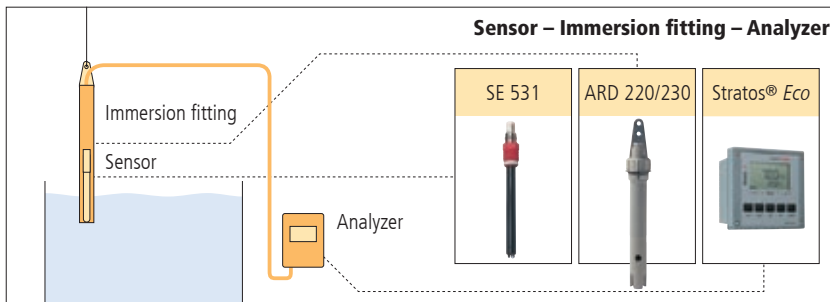 Sensor – Immersion fitting – Analyzer
SE 531
ARD 220/230
Stratos® Eco
Immersion fitting
Sensor
Analyzer